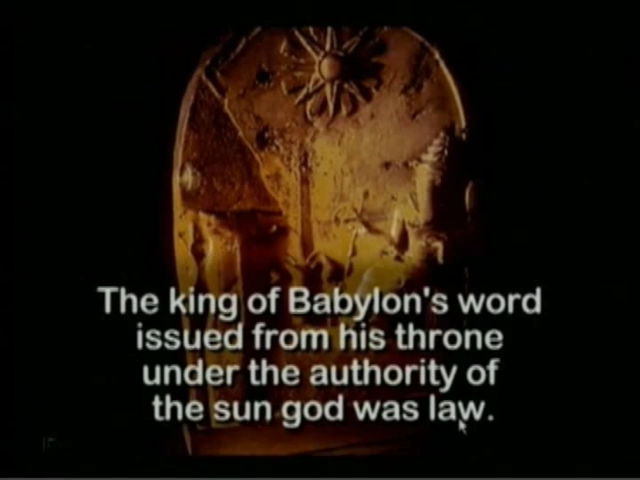 The king of Babylon's word
issued from his throne
under the authority of
the sun god was law.